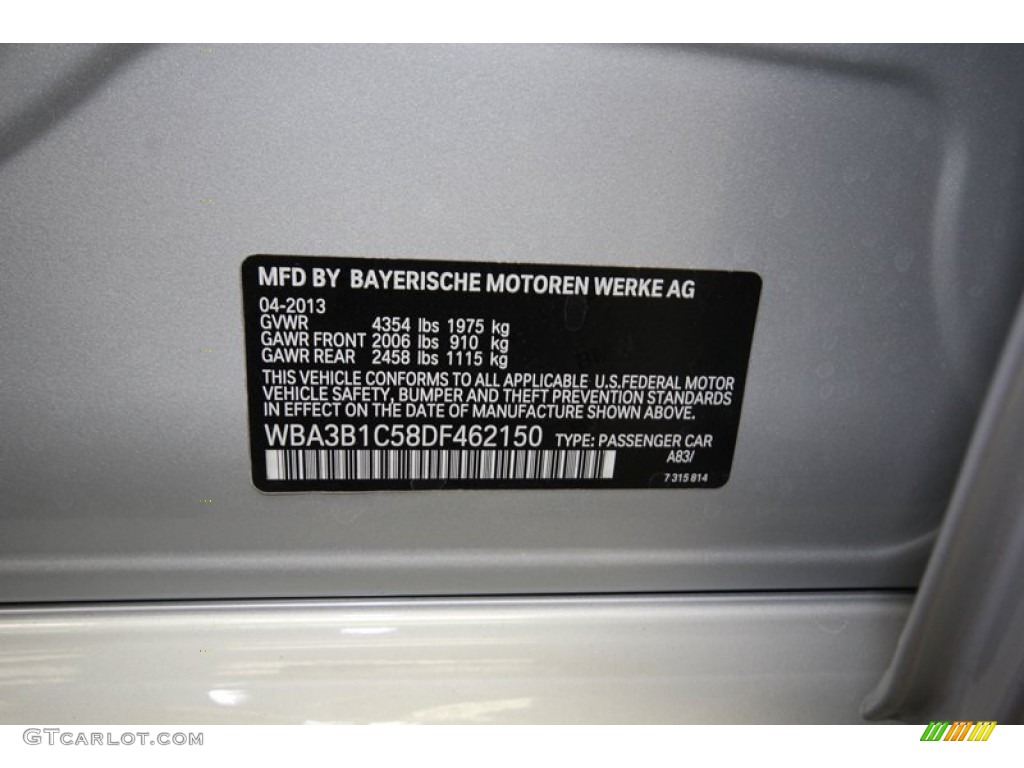 MFD BY BAYERISCHE MOTOREN WERKE AG
04-2013
GVWR 4354 lbs 1975 kg
GAWR FRONT 2006 lbs 910 kg
GAWR REAR 2458 lbs 1115 kg
THIS VEHICLE CONFORMS TO ALL APPLICABLE U.S.FEDERAL MOTOR
VEHICLE SAFETY, BUMPER AND THEFT PREVENTION STANDARDS
IN EFFECT ON THE DATE OF MANUFACTURE SHOWN ABOVE.
WBA3B1C58DF462150 TYPE: PASSENGER CAR
A83/
7 315 814
GTCarlot.com